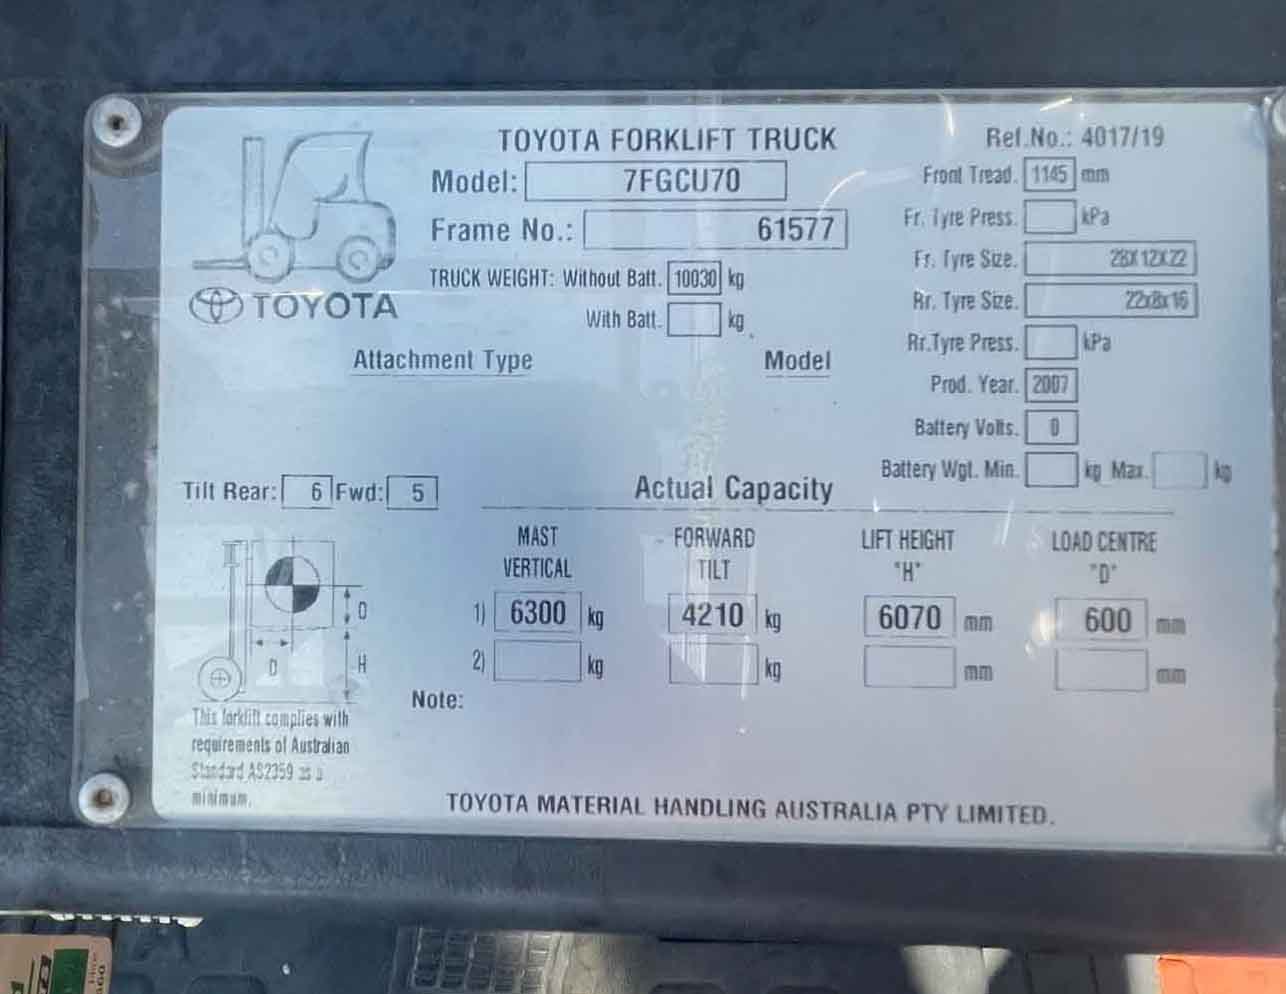 TOYOTA FORKLIFT TRUCK
Ref.No.: 4017/19
Model: 7FGCU70
Frame No.: 61577
TRUCK WEIGHT: Without Batt. 10030 kg
With Batt. kg
TOYOTA
Attachment Type Model
Front Tread. 1145 mm
Fr. Tyre Press. kPa
Fr. Tyre Size. 28X12X22
Rr. Tyre Size. 22x8x16
Rr.Tyre Press. kPa
Prod. Year. 2007
Battery Volts. 0
Battery Wgt. Min. kg Max. kg
Tilt Rear: 6 Fwd: 5
Actual Capacity
MAST VERTICAL
FORWARD TILT
LIFT HEIGHT "H"
LOAD CENTRE "D"
1) 6300 kg 4210 kg 6070 mm 600 mm
2) kg kg mm mm
D
D
H
Note:
This forklift complies with
requirements of Australian
Standard AS2359 as a
minimum.
TOYOTA MATERIAL HANDLING AUSTRALIA PTY LIMITED.